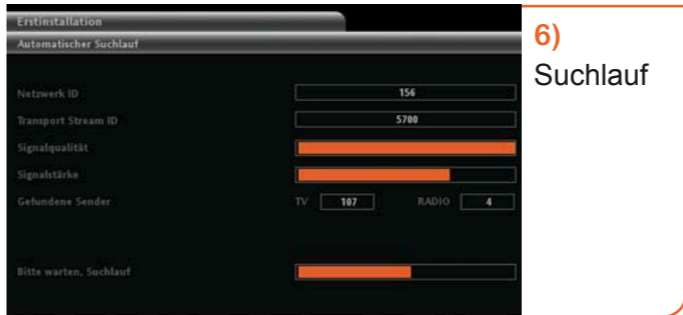 Erstinstallation
Automatischer Suchlauf
Netzwerk ID 156
Transport Stream ID 5700
Signalqualität
Signalstärke
Gefundene Sender TV 107 RADIO 4
Bitte warten, Suchlauf
6)
Suchlauf